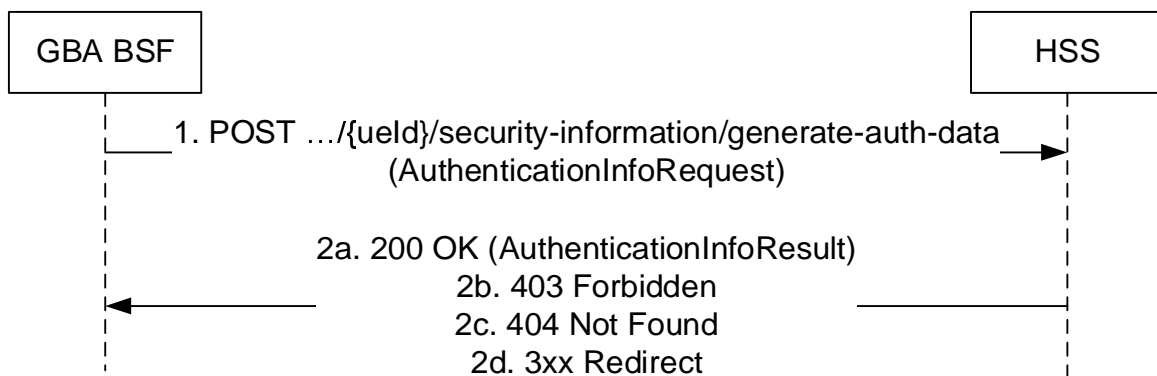 GBA BSF
HSS
1. POST …/{ueId}/security-information/generate-auth-data
(AuthenticationInfoRequest)
2a. 200 OK (AuthenticationInfoResult)
2b. 403 Forbidden
2c. 404 Not Found
2d. 3xx Redirect